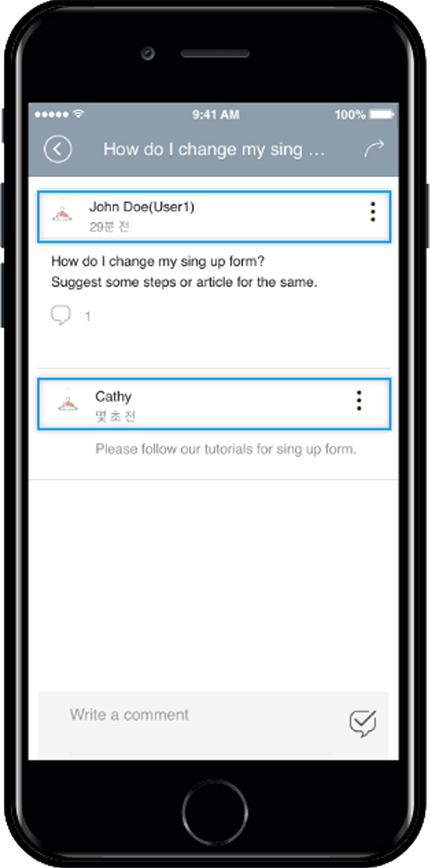 9:41 AM
100%
How do I change my sing ...
John Doe(User1)
29분 전
How do I change my sing up form?
Suggest some steps or article for the same.
1
Cathy
몇 초 전
Please follow our tutorials for sing up form.
Write a comment